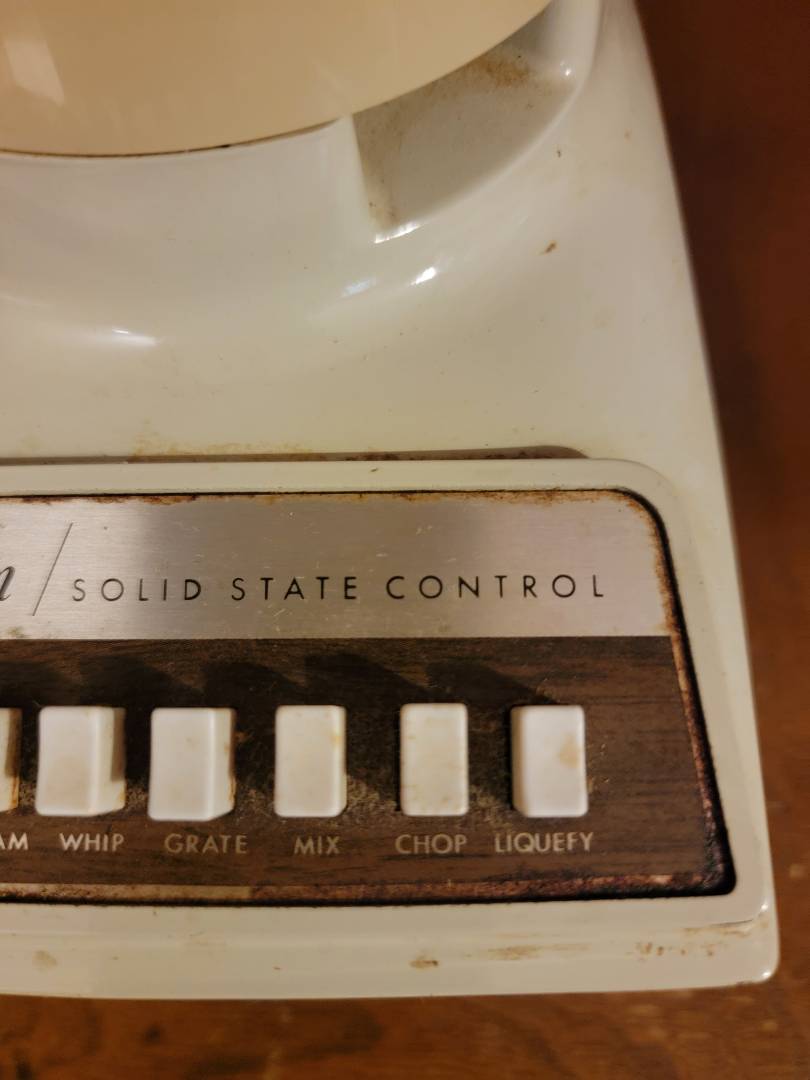 / SOLID STATE CONTROL
WHIP GRATE MIX CHOP LIQUEFY